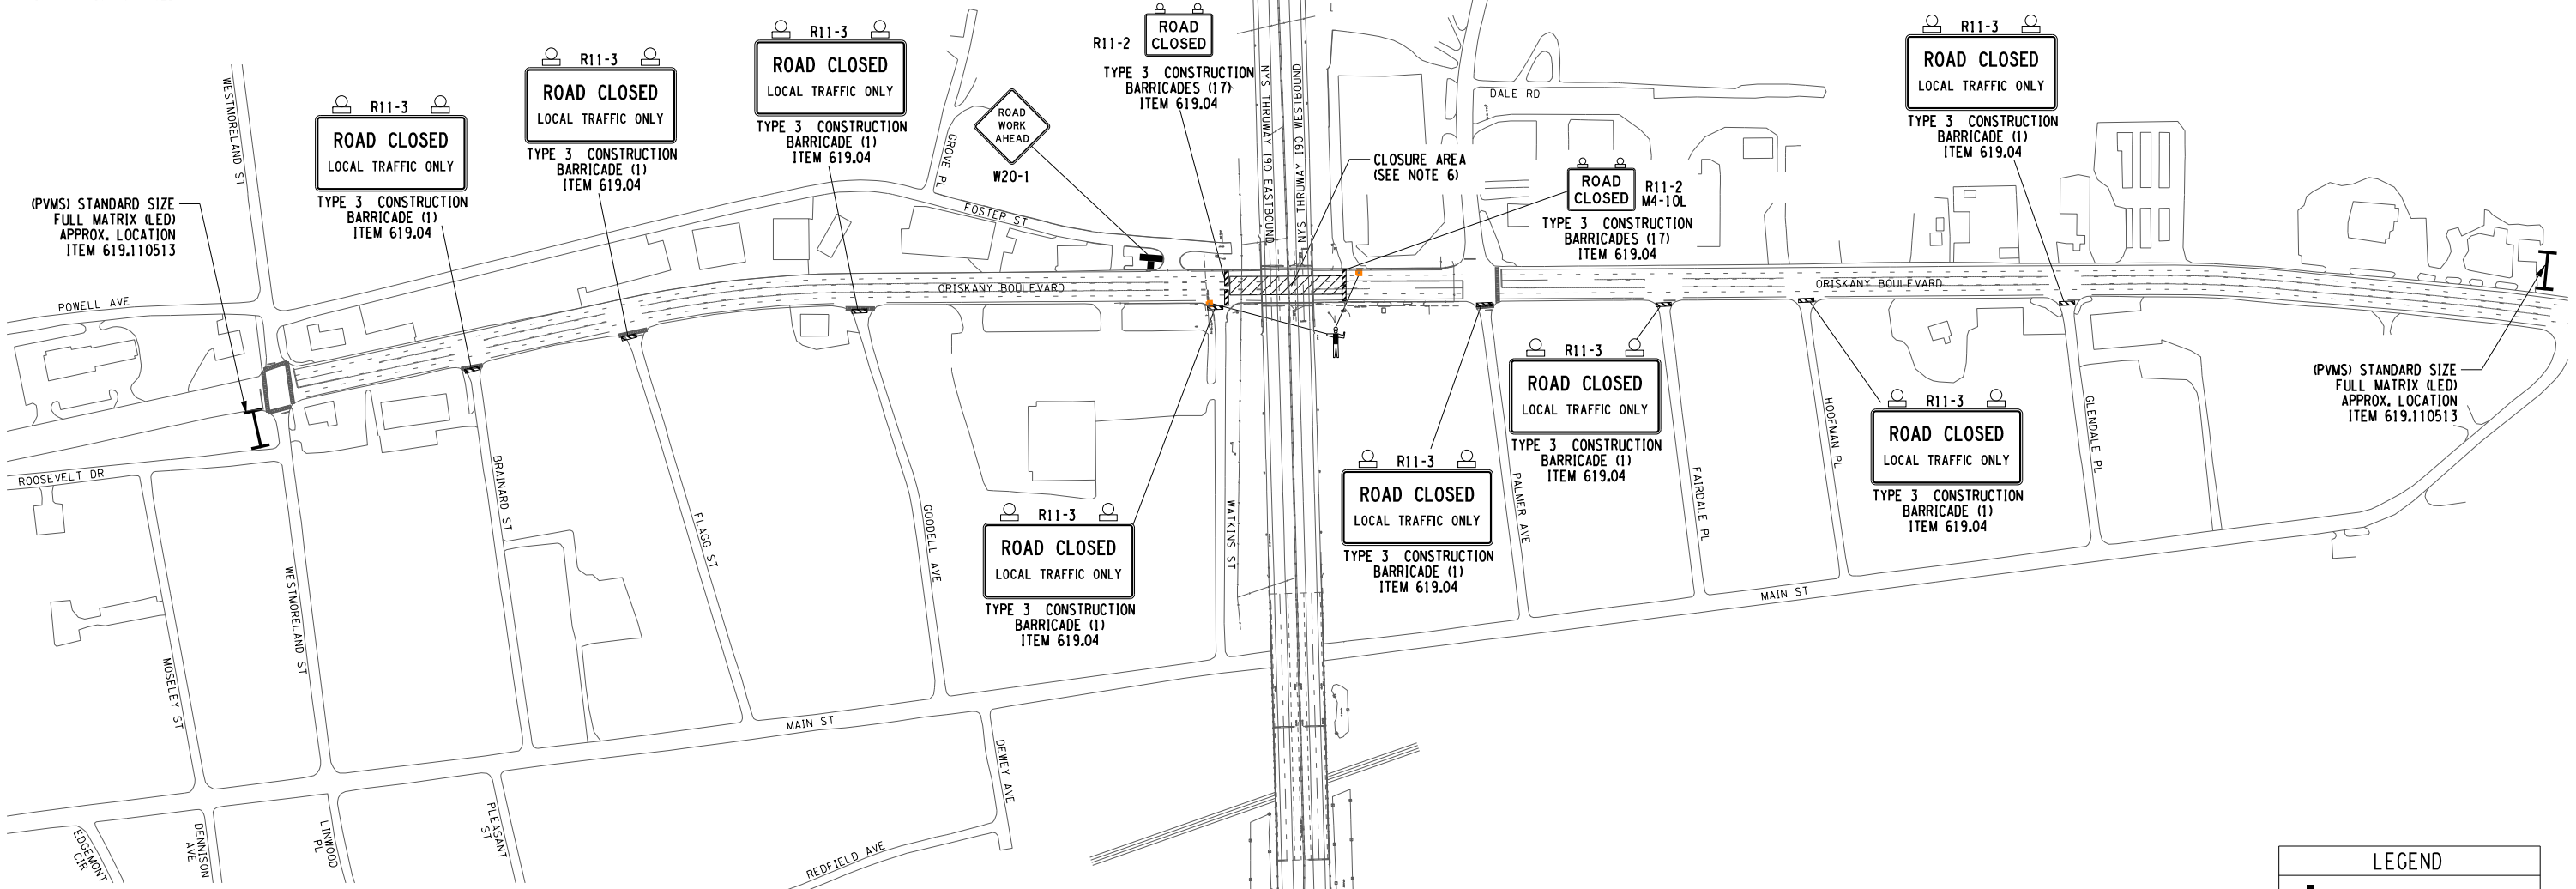 R11-3
ROAD CLOSED
LOCAL TRAFFIC ONLY
TYPE 3 CONSTRUCTION
BARRICADE (1)
ITEM 619.04
R11-3
ROAD CLOSED
LOCAL TRAFFIC ONLY
TYPE 3 CONSTRUCTION
BARRICADE (1)
ITEM 619.04
R11-3
ROAD CLOSED
LOCAL TRAFFIC ONLY
TYPE 3 CONSTRUCTION
BARRICADE (1)
ITEM 619.04
R11-2
ROAD
CLOSED
TYPE 3 CONSTRUCTION
BARRICADES (17)
ITEM 619.04
ROAD
WORK
AHEAD
W20-1
NYS THRUWAY I90 EASTBOUND
NYS THRUWAY I90 WESTBOUND
CLOSURE AREA
(SEE NOTE 6)
DALE RD
ROAD
CLOSED
R11-2
M4-10L
TYPE 3 CONSTRUCTION
BARRICADES (17)
ITEM 619.04
R11-3
ROAD CLOSED
LOCAL TRAFFIC ONLY
TYPE 3 CONSTRUCTION
BARRICADE (1)
ITEM 619.04
WESTMORELAND ST
(PVMS) STANDARD SIZE
FULL MATRIX (LED)
APPROX. LOCATION
ITEM 619.110513
GROVE PL
FOSTER ST
POWELL AVE
ORISKANY BOULEVARD
ORISKANY BOULEVARD
ROOSEVELT DR
MOSELEY ST
WESTMORELAND ST
BRAINARD ST
FLAGG ST
GOODELL AVE
R11-3
ROAD CLOSED
LOCAL TRAFFIC ONLY
TYPE 3 CONSTRUCTION
BARRICADE (1)
ITEM 619.04
WATKINS ST
R11-3
ROAD CLOSED
LOCAL TRAFFIC ONLY
TYPE 3 CONSTRUCTION
BARRICADE (1)
ITEM 619.04
R11-3
ROAD CLOSED
LOCAL TRAFFIC ONLY
TYPE 3 CONSTRUCTION
BARRICADE (1)
ITEM 619.04
PALMER AVE
FAIRDALE PL
HOOFMAN PL
R11-3
ROAD CLOSED
LOCAL TRAFFIC ONLY
TYPE 3 CONSTRUCTION
BARRICADE (1)
ITEM 619.04
GLENDALE PL
(PVMS) STANDARD SIZE
FULL MATRIX (LED)
APPROX. LOCATION
ITEM 619.110513
MAIN ST
MAIN ST
DEWEY AVE
REDFIELD AVE
EDGEMONT
CIR
DENNISON
AVE
LINWOOD
PL
PLEASANT
ST
LEGEND